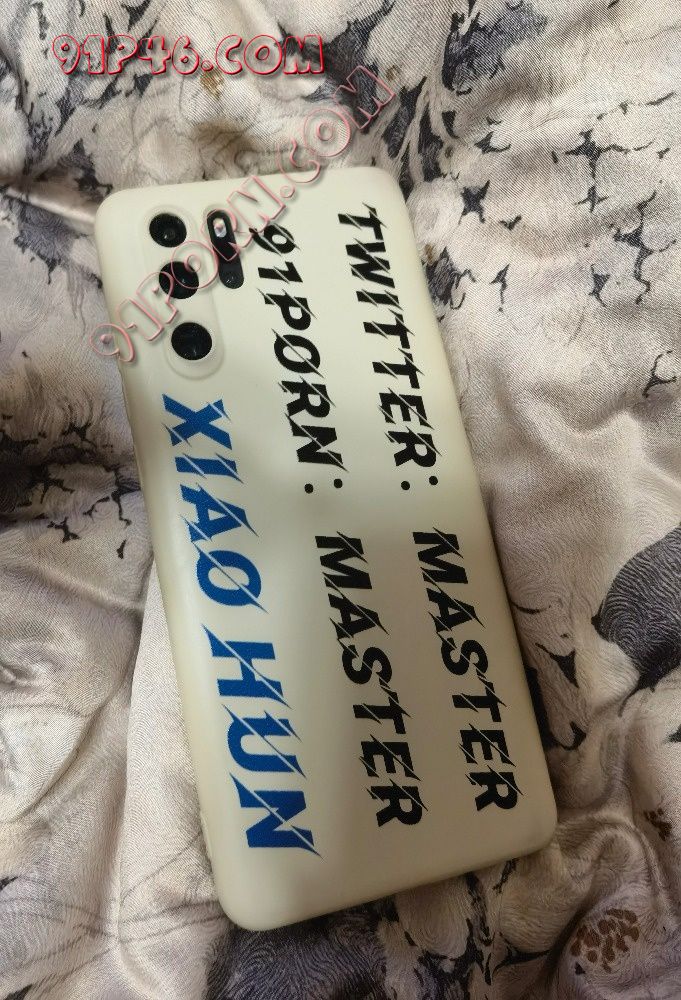 91P46.COM
91PORN.COM
TWITTER: MASTER
91PORN: MASTER
XIAO HUN